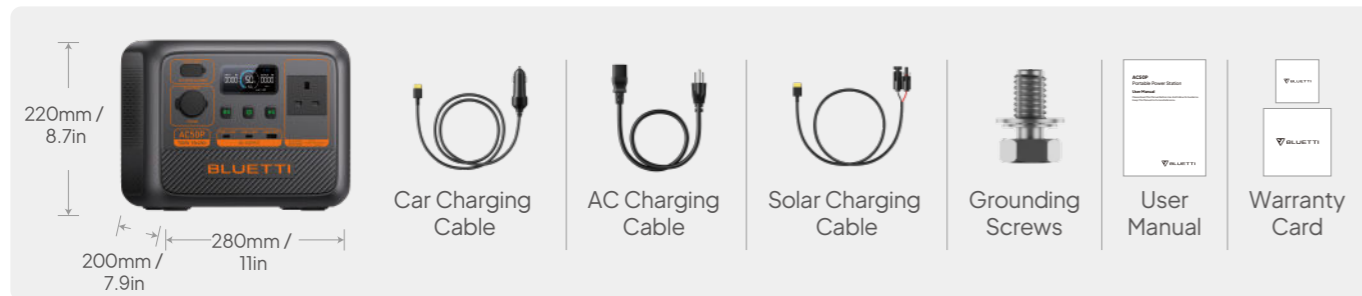 220mm /
8.7in
200mm /
7.9in
280mm /
11in
AC50P
BLUETTI
Car Charging
Cable
AC Charging
Cable
Solar Charging
Cable
Grounding
Screws
AC50P
Portable Power Station
User Manual
BLUETTI
User
Manual
BLUETTI
BLUETTI
Warranty
Card